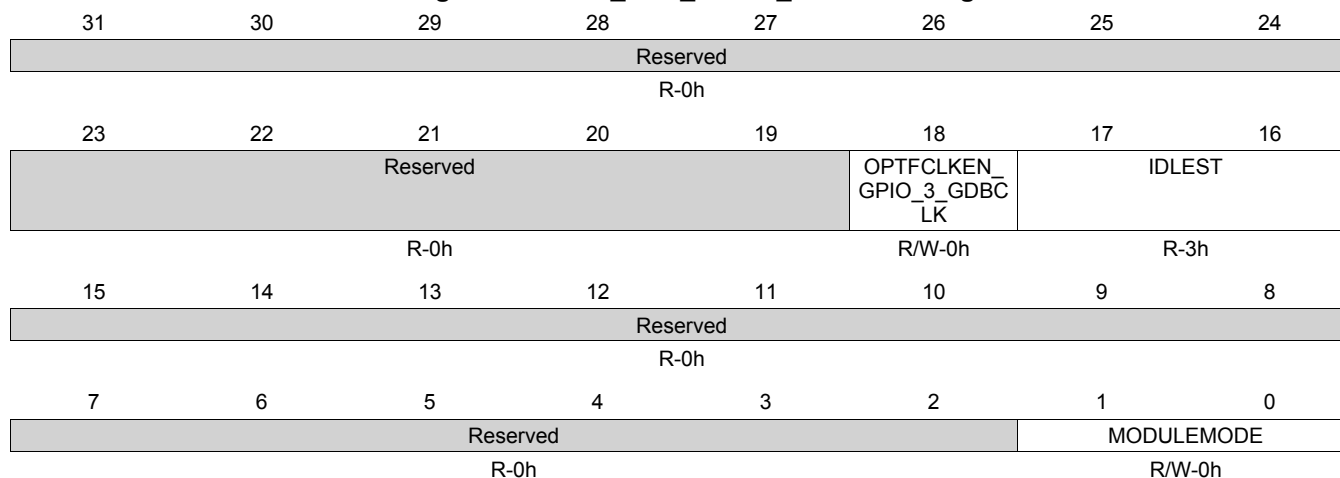 31 30 29 28 27 26 25 24
Reserved
R-0h
23 22 21 20 19 18 17 16
Reserved OPTFCLKEN_ IDLEST
GPIO_3_GDBC
LK
R-0h R/W-0h R-3h
15 14 13 12 11 10 9 8
Reserved
R-0h
7 6 5 4 3 2 1 0
Reserved MODULEMODE
R-0h R/W-0h